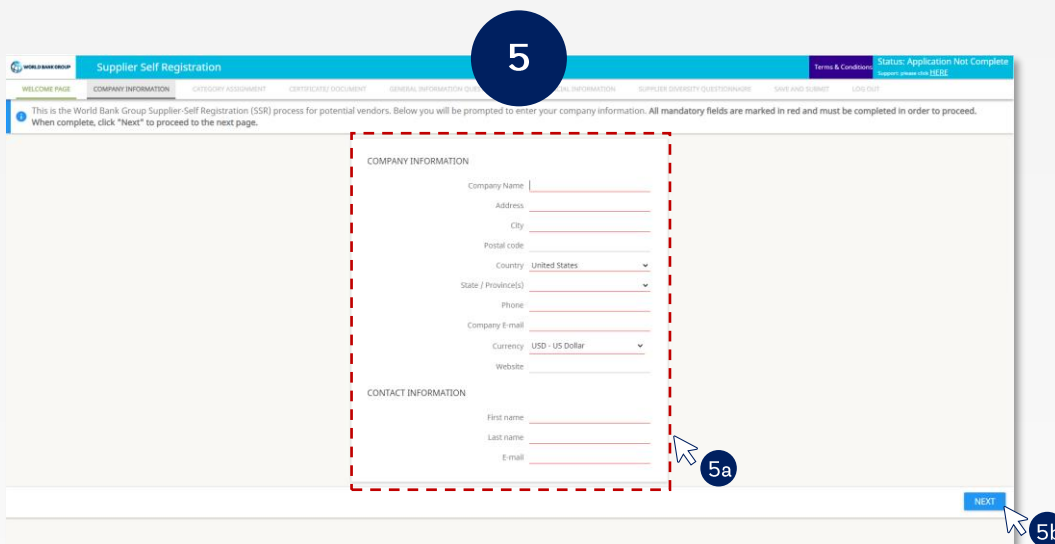 5
WORLD BANK GROUP
Supplier Self Registration
Terms & Conditions
Status: Application Not Complete
Support: please click HERE
WELCOME PAGE
COMPANY INFORMATION
CATEGORY ASSIGNMENT
CERTIFICATES/ DOCUMENT
GENERAL INFORMATION
INFORMATION
SUPPLIER DIVERSITY QUESTIONNAIRE
SAVE AND SUBMIT
LOG OUT
This is the World Bank Group Supplier-Self Registration (SSR) process for potential vendors. Below you will be prompted to enter your company information. All mandatory fields are marked in red and must be completed in order to proceed.
When complete, click "Next" to proceed to the next page.
COMPANY INFORMATION
Company Name
Address
City
Postal code
Country United States
State / Province(s)
Phone
Company E-mail
Currency USD - US Dollar
Website
CONTACT INFORMATION
First name
Last name
E-mail
5a
NEXT
5b